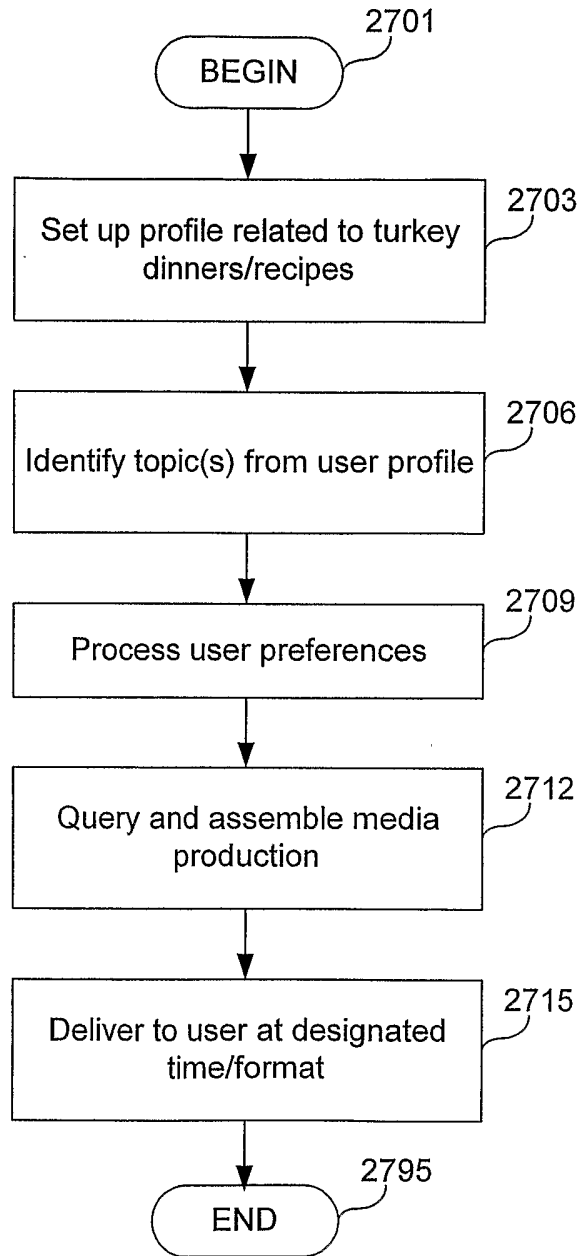 2701
BEGIN
2703
Set up profile related to turkey
dinners/recipes
2706
Identify topic(s) from user profile
2709
Process user preferences
2712
Query and assemble media
production
2715
Deliver to user at designated
time/format
2795
END